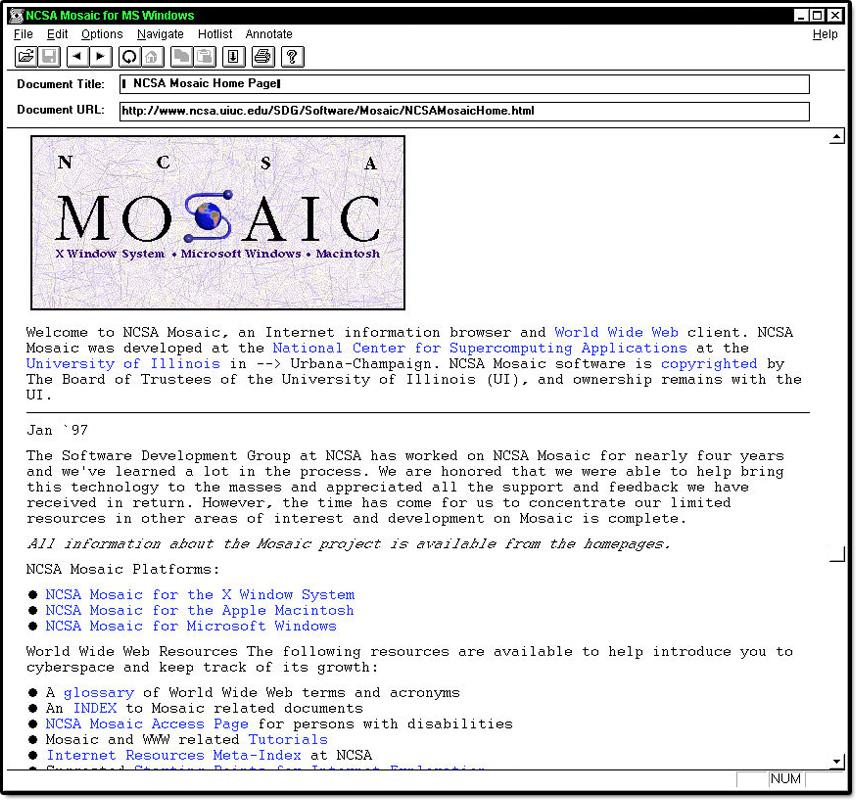 NCSA Mosaic for MS Windows
File Edit Options Navigate Hotlist Annotate Help
Document Title: NCSA Mosaic Home Page
Document URL: http://www.ncsa.uiuc.edu/SDG/Software/Mosaic/NCSAMosaicHome.html
N C S A
MOSAIC
X Window System • Microsoft Windows • Macintosh
Welcome to NCSA Mosaic, an Internet information browser and World Wide Web client. NCSA
Mosaic was developed at the National Center for Supercomputing Applications at the
University of Illinois in --> Urbana-Champaign. NCSA Mosaic software is copyrighted by
The Board of Trustees of the University of Illinois (UI), and ownership remains with the
UI.
Jan `97
The Software Development Group at NCSA has worked on NCSA Mosaic for nearly four years
and we've learned a lot in the process. We are honored that we were able to help bring
this technology to the masses and appreciated all the support and feedback we have
received in return. However, the time has come for us to concentrate our limited
resources in other areas of interest and development on Mosaic is complete.
All information about the Mosaic project is available from the homepages.
NCSA Mosaic Platforms:
● NCSA Mosaic for the X Window System
● NCSA Mosaic for the Apple Macintosh
● NCSA Mosaic for Microsoft Windows
World Wide Web Resources The following resources are available to help introduce you to
cyberspace and keep track of its growth:
● A glossary of World Wide Web terms and acronyms
● An INDEX to Mosaic related documents
● NCSA Mosaic Access Page for persons with disabilities
● Mosaic and WWW related Tutorials
● Internet Resources Meta-Index at NCSA
● Suggested Starting Points for Internet Exploration
NUM